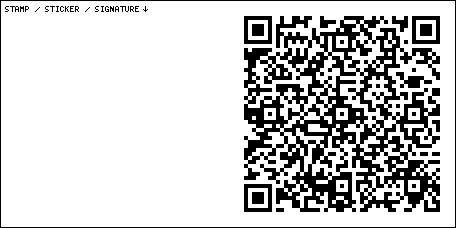 STAMP / STICKER / SIGNATURE ↓